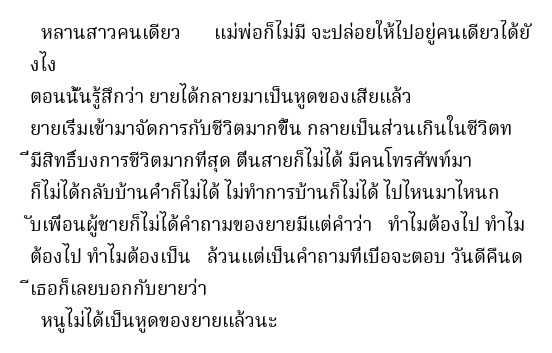 หลานสาวคนเดียว แม่พ่อก็ไม่มี จะปล่อยให้ไปอยู่คนเดียวได้ยั
งไง
ตอนนั้นรู้สึกว่า ยายได้กลายมาเป็นหูดของเสียแล้ว
ยายเริ่มเข้ามาจัดการกับชีวิตมากขึ้น กลายเป็นส่วนเกินในชีวิตท
ี่มีสิทธิ์บงการชีวิตมากที่สุด ตื่นสายก็ไม่ได้ มีคนโทรศัพท์มา
ก็ไม่ได้กลับบ้านค่ำก็ไม่ได้ ไม่ทำการบ้านก็ไม่ได้ ไปไหนมาไหนก
ับเพื่อนผู้ชายก็ไม่ได้คำถามของยายมีแต่คำว่า ทำไมต้องไป ทำไม
ต้องไป ทำไมต้องเป็น ล้วนแต่เป็นคำถามที่เบื่อจะตอบ วันดีคืนด
ีเธอก็เลยบอกกับยายว่า
หนูไม่ได้เป็นหูดของยายแล้วนะ